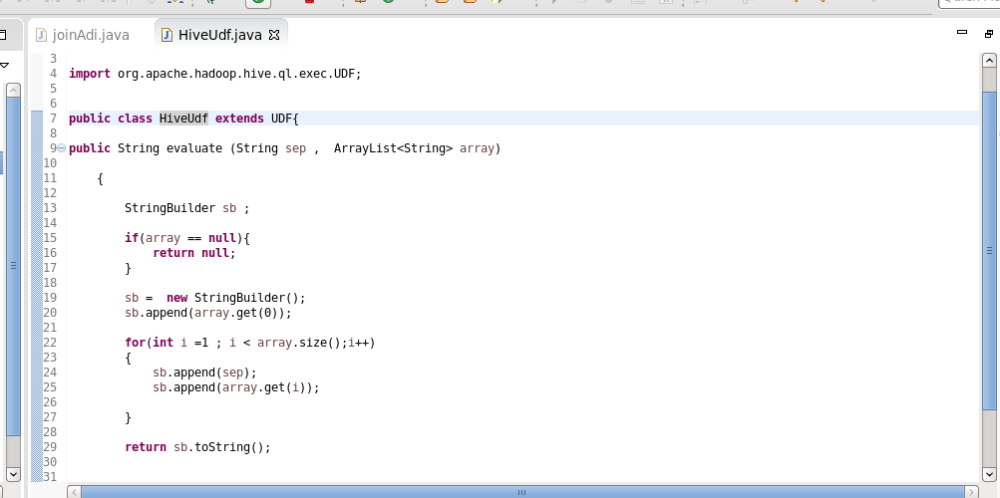 joinAdi.java HiveUdf.java
3
4 import org.apache.hadoop.hive.ql.exec.UDF;
5
6
7 public class HiveUdf extends UDF{
8
9 public String evaluate (String sep ,  ArrayList<String> array)
10
11     {
12
13         StringBuilder sb ;
14
15         if(array == null){
16             return null;
17         }
18
19         sb =  new StringBuilder();
20         sb.append(array.get(0));
21
22         for(int i =1 ; i < array.size();i++)
23         {
24             sb.append(sep);
25             sb.append(array.get(i));
26
27         }
28
29         return sb.toString();
30
31